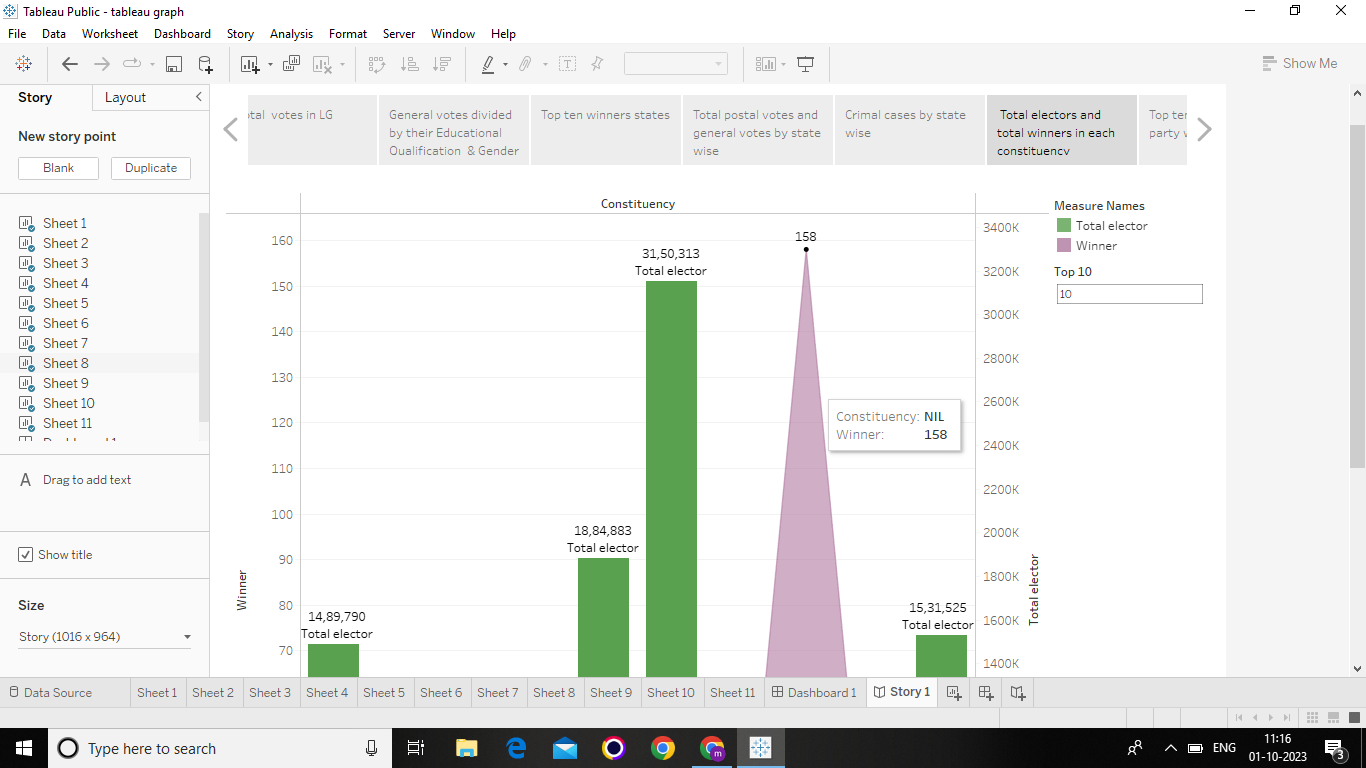 Tableau Public - tableau graph
File Data Worksheet Dashboard Story Analysis Format Server Window Help
Show Me
Story Layout
New story point
Blank Duplicate
Sheet 1
Sheet 2
Sheet 3
Sheet 4
Sheet 5
Sheet 6
Sheet 7
Sheet 8
Sheet 9
Sheet 10
Sheet 11
A Drag to add text
Show title
Size
Story (1016 x 964)
votes in LG
General votes divided
by their Educational
Qualification & Gender
Top ten winners states
Total postal votes and
general votes by state
wise
Crimal cases by state
wise
Total electors and
total winners in each
constituency
Top
party
Constituency
160
150
140
130
120
110
100
90
80
70
Winner
14,89,790
Total elector
18,84,883
Total elector
31,50,313
Total elector
158
Constituency: NIL
Winner: 158
15,31,525
Total elector
3400K
3200K
3000K
2800K
2600K
2400K
2200K
2000K
1800K
1600K
1400K
Total elector
Measure Names
Total elector
Winner
Top 10
10
Data Source Sheet 1 Sheet 2 Sheet 3 Sheet 4 Sheet 5 Sheet 6 Sheet 7 Sheet 8 Sheet 9 Sheet 10 Sheet 11 Dashboard 1 Story 1
Type here to search
m
ENG
11:16
01-10-2023
3